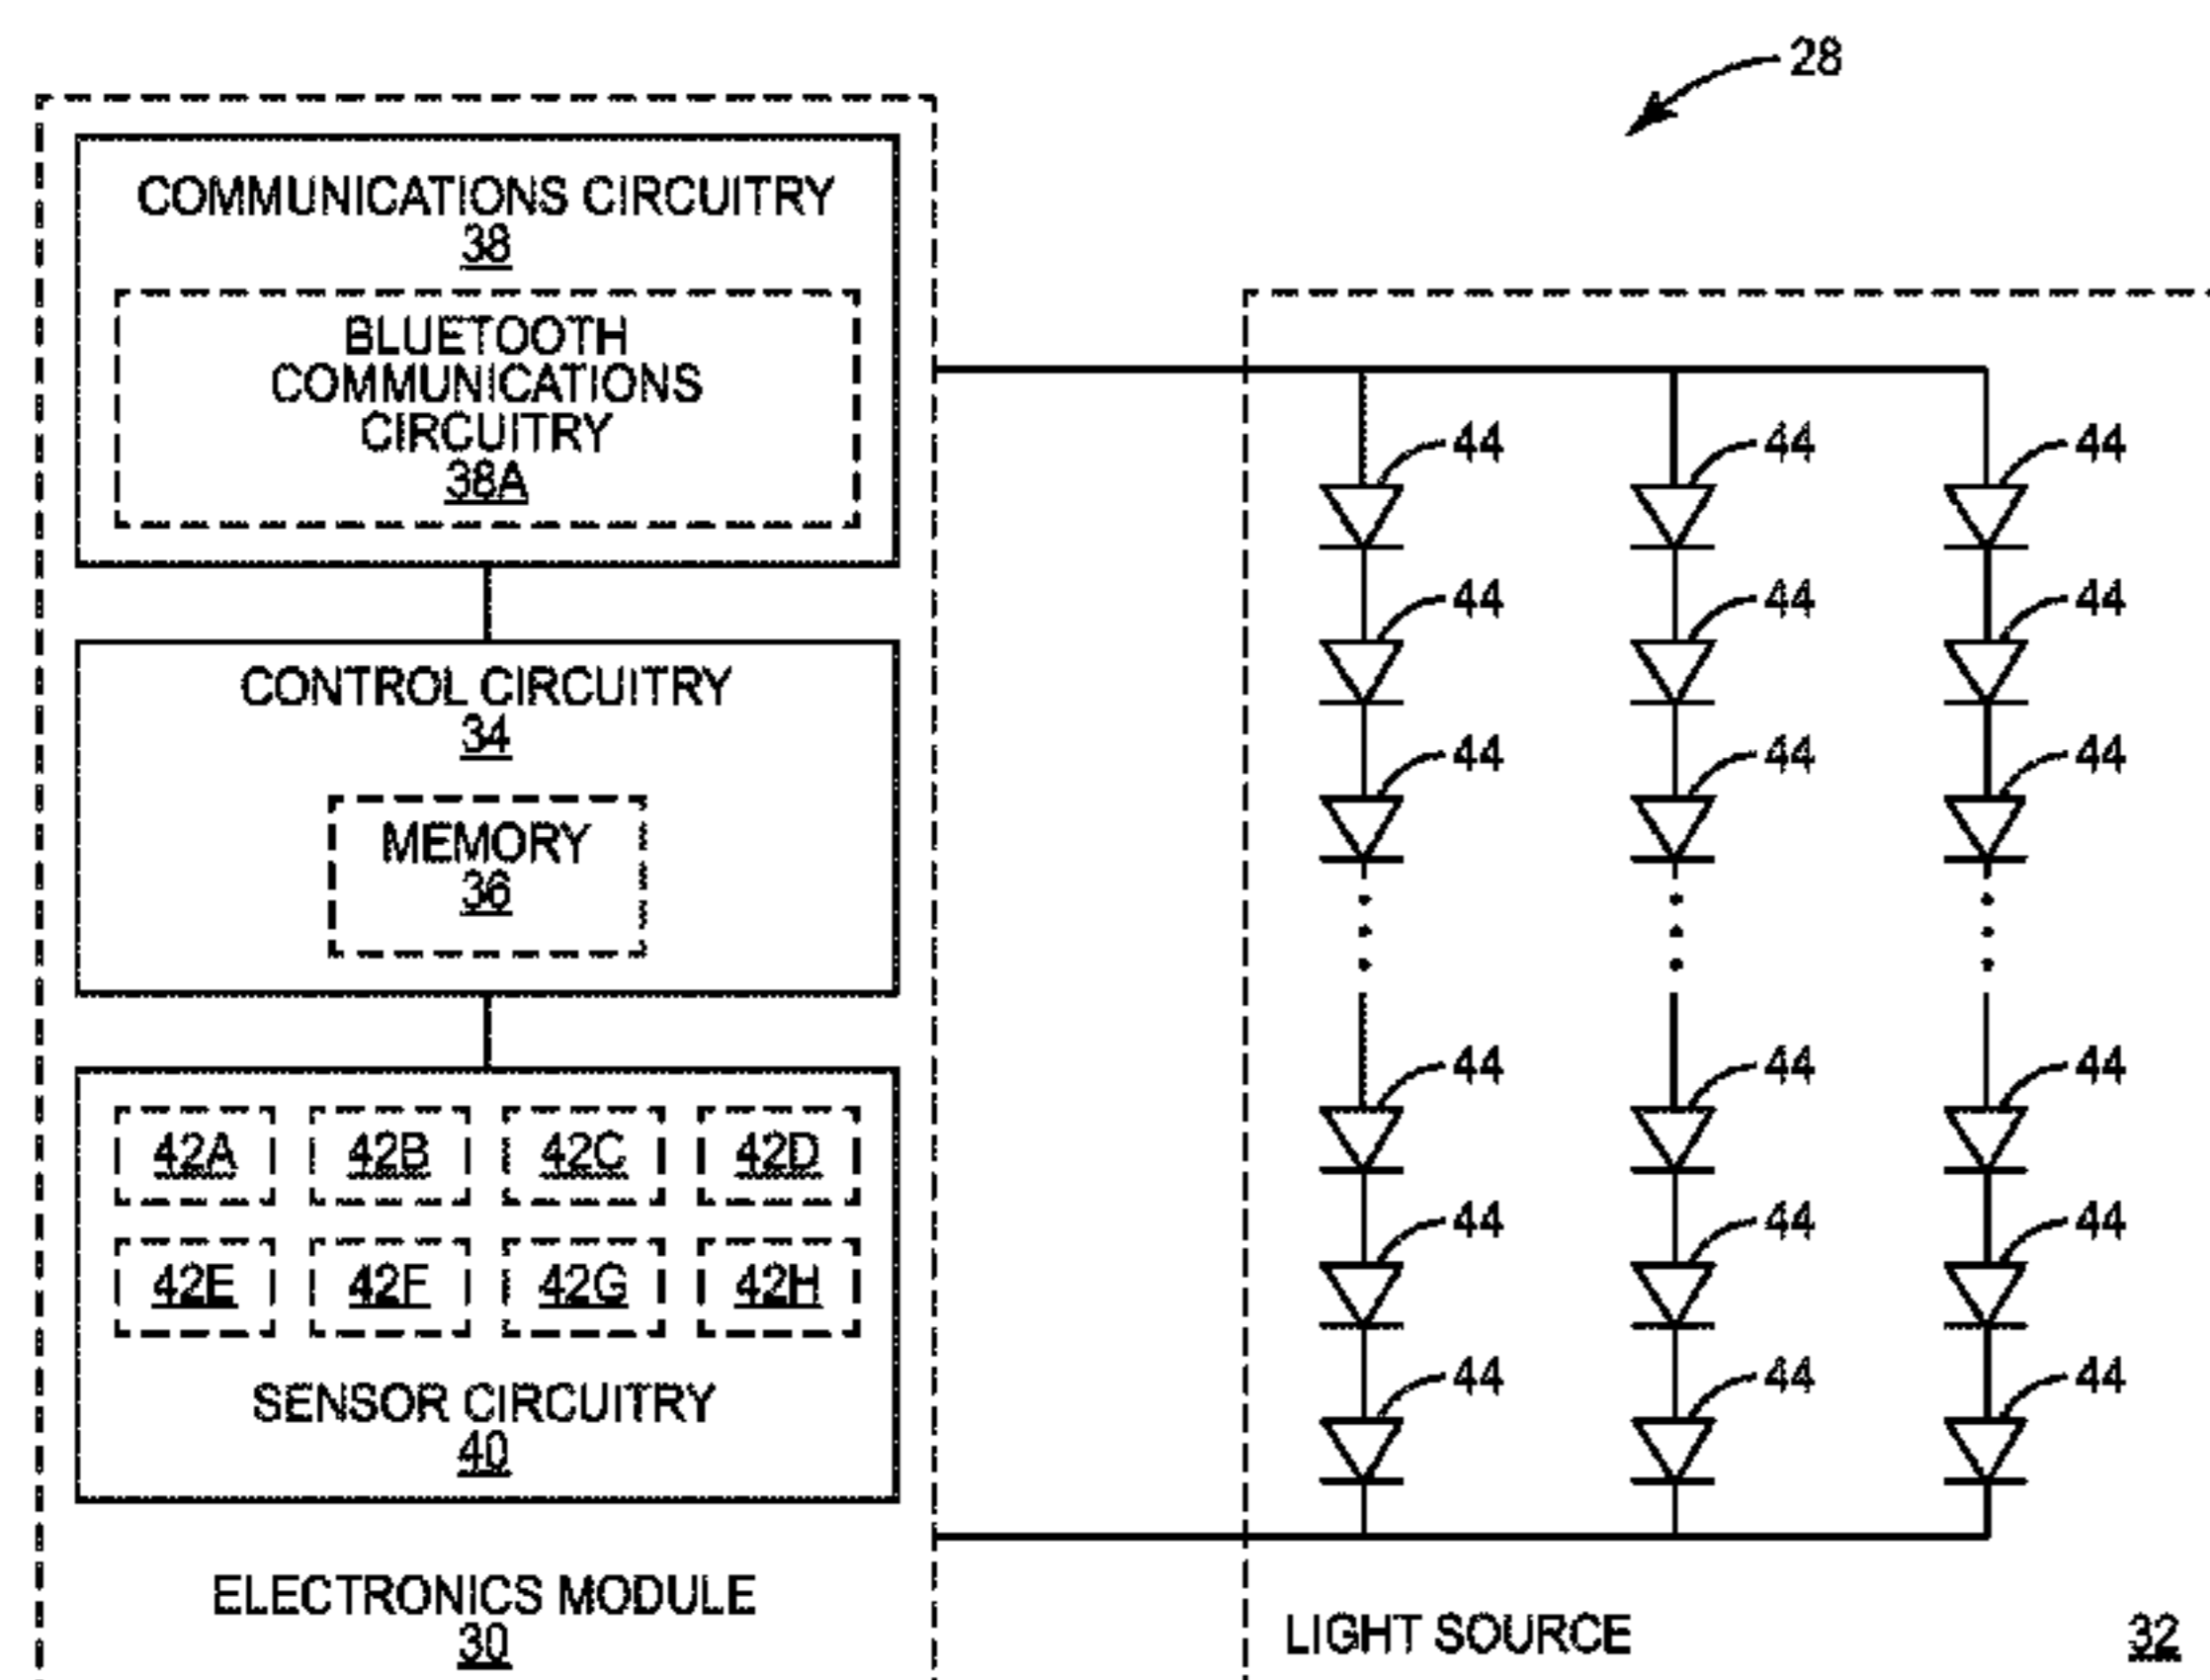 28
COMMUNICATIONS CIRCUITRY
38
BLUETOOTH
COMMUNICATIONS
CIRCUITRY
38A
CONTROL CIRCUITRY
34
MEMORY
36
42A 42B 42C 42D
42E 42F 42G 42H
SENSOR CIRCUITRY
40
ELECTRONICS MODULE
30
44 44 44
44 44 44
44 44 44
44 44 44
44 44 44
44 44 44
LIGHT SOURCE 32